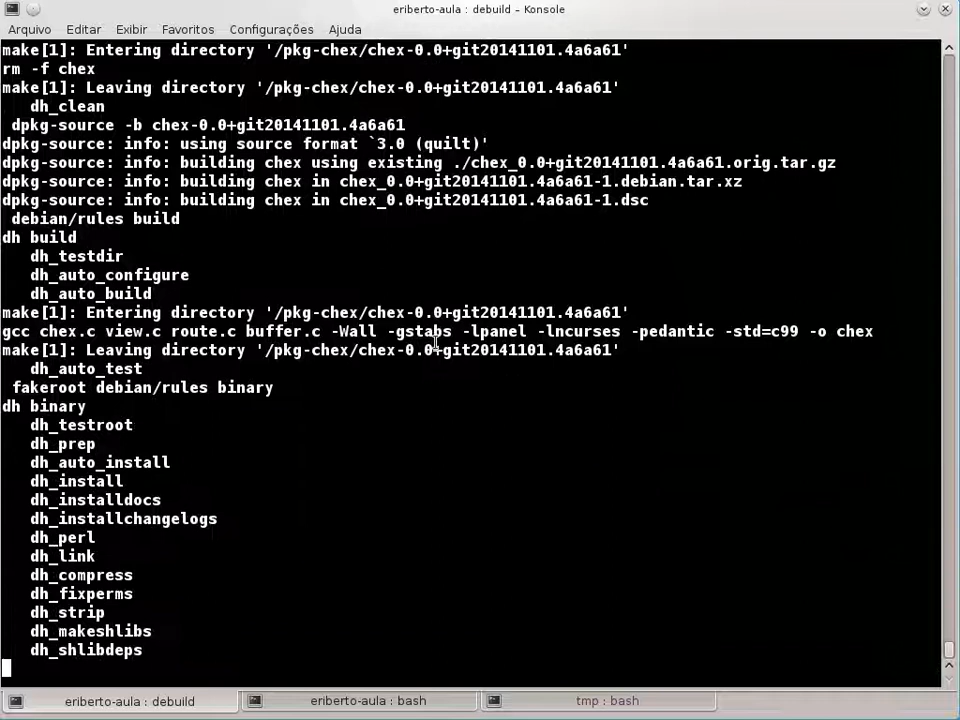 eriberto-aula : debuild – Konsole
Arquivo Editar Exibir Favoritos Configurações Ajuda
make[1]: Entering directory '/pkg-chex/chex-0.0+git20141101.4a6a61'
rm -f chex
make[1]: Leaving directory '/pkg-chex/chex-0.0+git20141101.4a6a61'
   dh_clean
 dpkg-source -b chex-0.0+git20141101.4a6a61
dpkg-source: info: using source format `3.0 (quilt)'
dpkg-source: info: building chex using existing ./chex_0.0+git20141101.4a6a61.orig.tar.gz
dpkg-source: info: building chex in chex_0.0+git20141101.4a6a61-1.debian.tar.xz
dpkg-source: info: building chex in chex_0.0+git20141101.4a6a61-1.dsc
 debian/rules build
dh build
   dh_testdir
   dh_auto_configure
   dh_auto_build
make[1]: Entering directory '/pkg-chex/chex-0.0+git20141101.4a6a61'
gcc chex.c view.c route.c buffer.c -Wall -gstabs -lpanel -lncurses -pedantic -std=c99 -o chex
make[1]: Leaving directory '/pkg-chex/chex-0.0+git20141101.4a6a61'
   dh_auto_test
 fakeroot debian/rules binary
dh binary
   dh_testroot
   dh_prep
   dh_auto_install
   dh_install
   dh_installdocs
   dh_installchangelogs
   dh_perl
   dh_link
   dh_compress
   dh_fixperms
   dh_strip
   dh_makeshlibs
   dh_shlibdeps
eriberto-aula : debuild eriberto-aula : bash tmp : bash